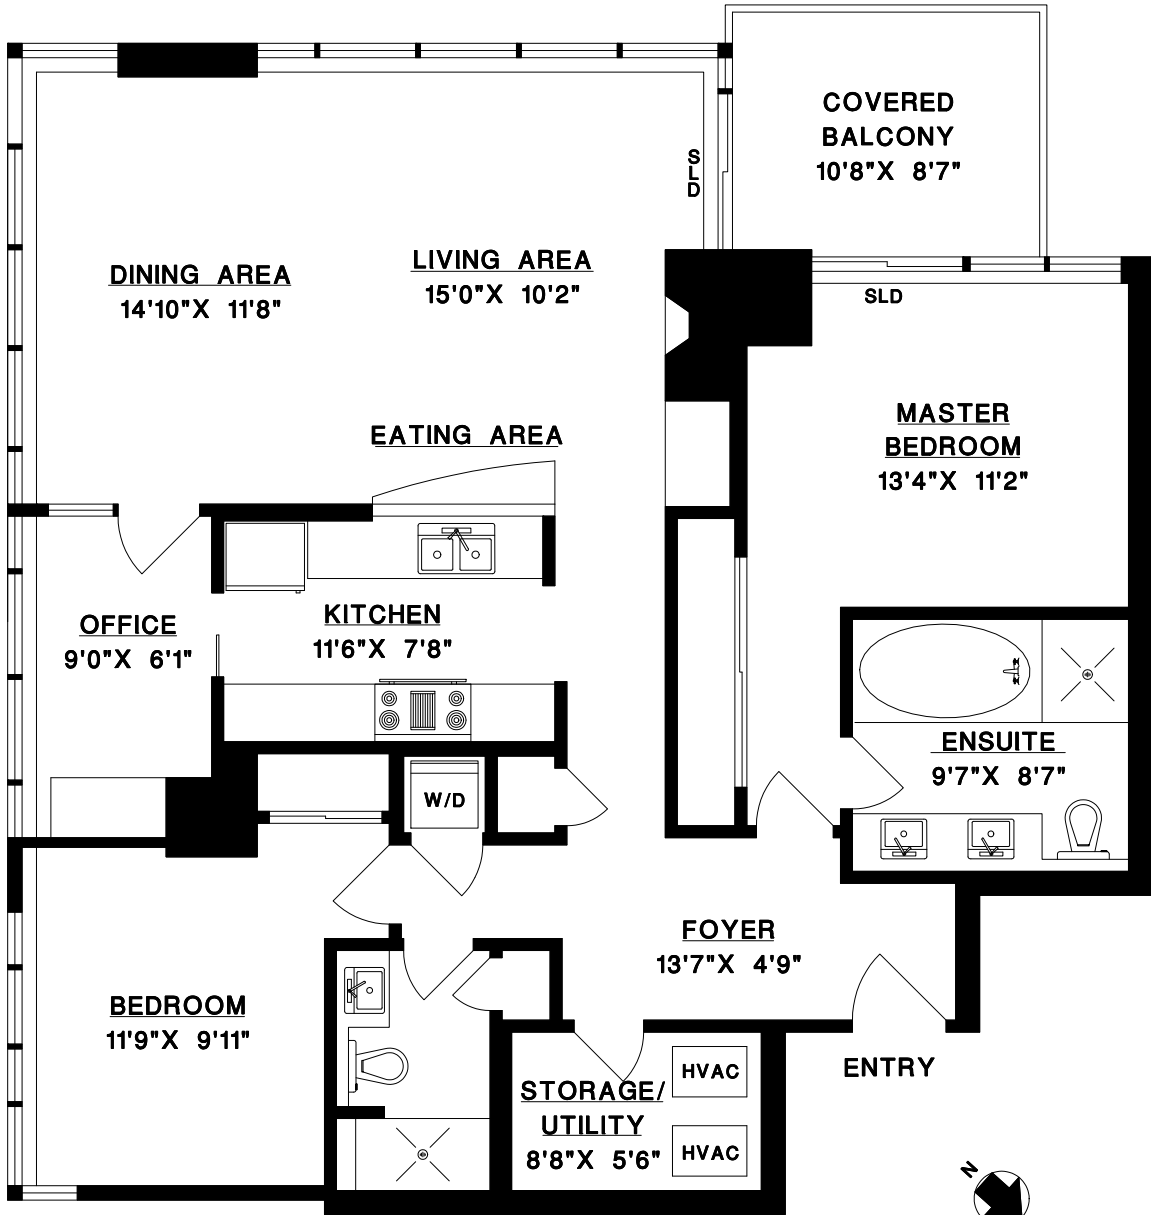 COVERED
BALCONY
10'8"X 8'7"
SLD
LIVING AREA
15'0"X 10'2"
DINING AREA
14'10"X 11'8"
SLD
MASTER
BEDROOM
13'4"X 11'2"
EATING AREA
KITCHEN
11'6"X 7'8"
OFFICE
9'0"X 6'1"
ENSUITE
9'7"X 8'7"
W/D
FOYER
13'7"X 4'9"
BEDROOM
11'9"X 9'11"
ENTRY
HVAC
STORAGE/
UTILITY
8'8"X 5'6"
HVAC
N